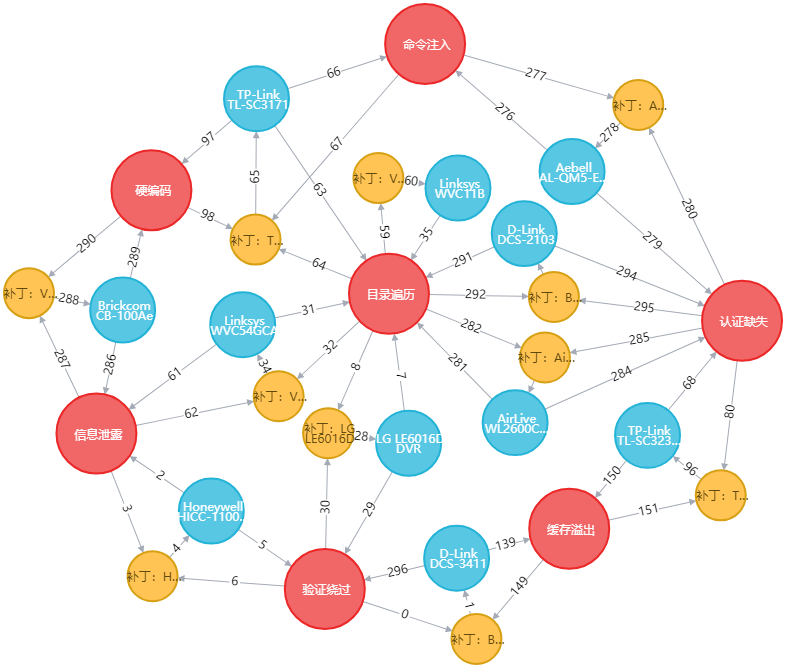 命令注入
277
66
TP-Link
TL-SC3171
补丁：A...
276
278
67
97
Aebell
AL-QM5-E...
硬编码
65
63
补丁：V...
60
Linksys
WVC11B
280
98
59
35
D-Link
DCS-2103
279
290
289
补丁：T...
64
291
294
补丁：V...
288
Brickcom
CB-100Ae
目录遍历
292
补丁：B...
295
认证缺失
31
Linksys
WVC54GCA
282
285
287
286
32
补丁：Ai...
61
34
8
7
281
284
68
80
62
补丁：V...
AirLive
WL2600C...
信息泄露
补丁：LG
LE6016D
28
LG LE6016D
DVR
TP-Link
TL-SC323...
2
150
96
3
30
29
补丁：T...
Honeywell
HICC-1100...
151
缓存溢出
5
139
4
D-Link
DCS-3411
296
补丁：H...
6
验证绕过
149
0
1
补丁：B...